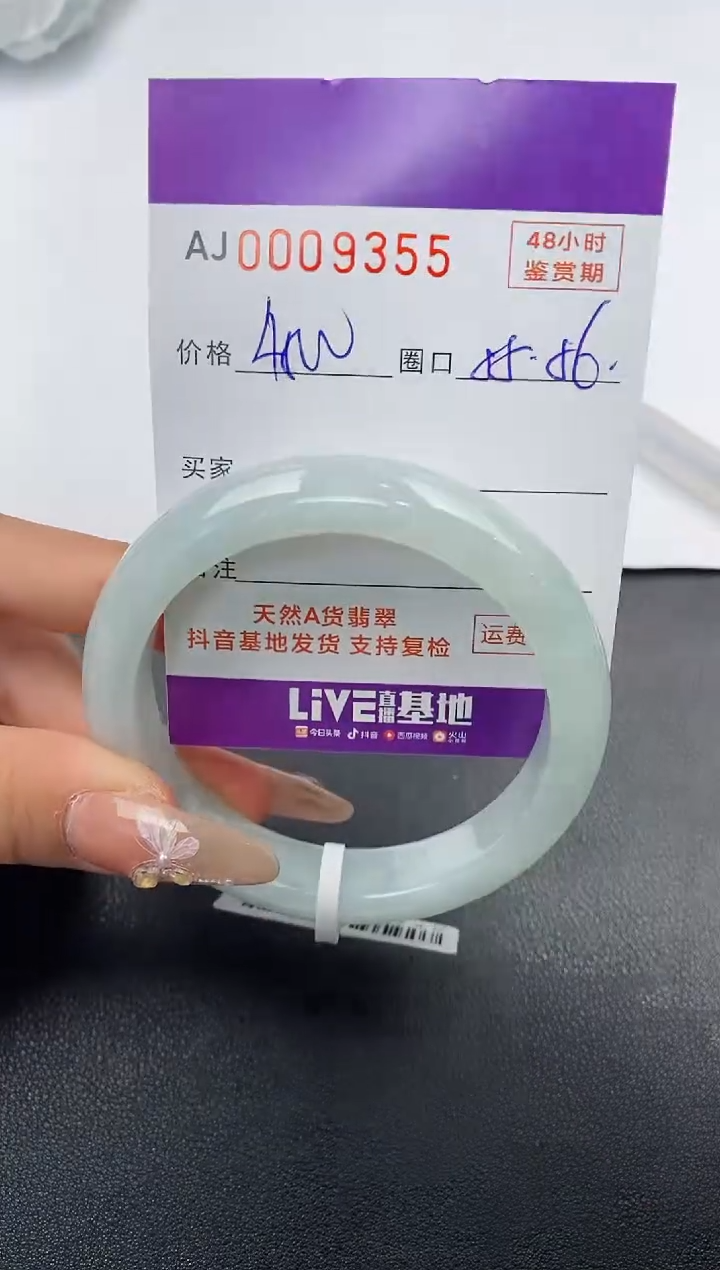 AJ 0009355
48小时
鉴赏期
价格 圈口
买家
注
天然A货翡翠
抖音基地发货 支持复检
运费
LiVE直播基地
今日头条 抖音 西瓜视频 火山